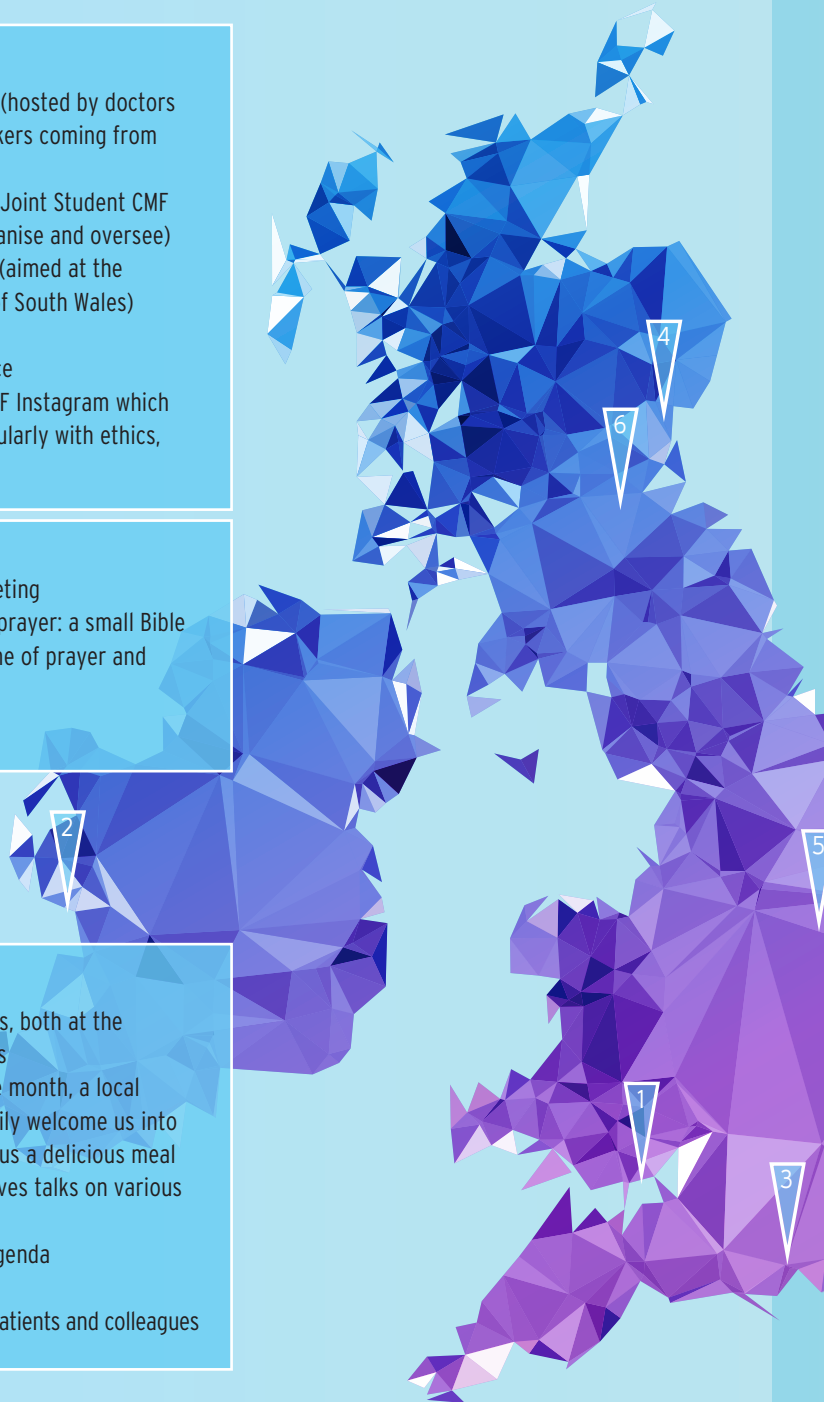 (hosted by doctors
kers coming from
Joint Student CMF
anise and oversee)
(aimed at the
f South Wales)
ce
F Instagram which
ularly with ethics,
eting
prayer: a small Bible
ne of prayer and
s, both at the
s
e month, a local
ily welcome us into
us a delicious meal
ves talks on various
genda
atients and colleagues
4
6
2
5
1
3